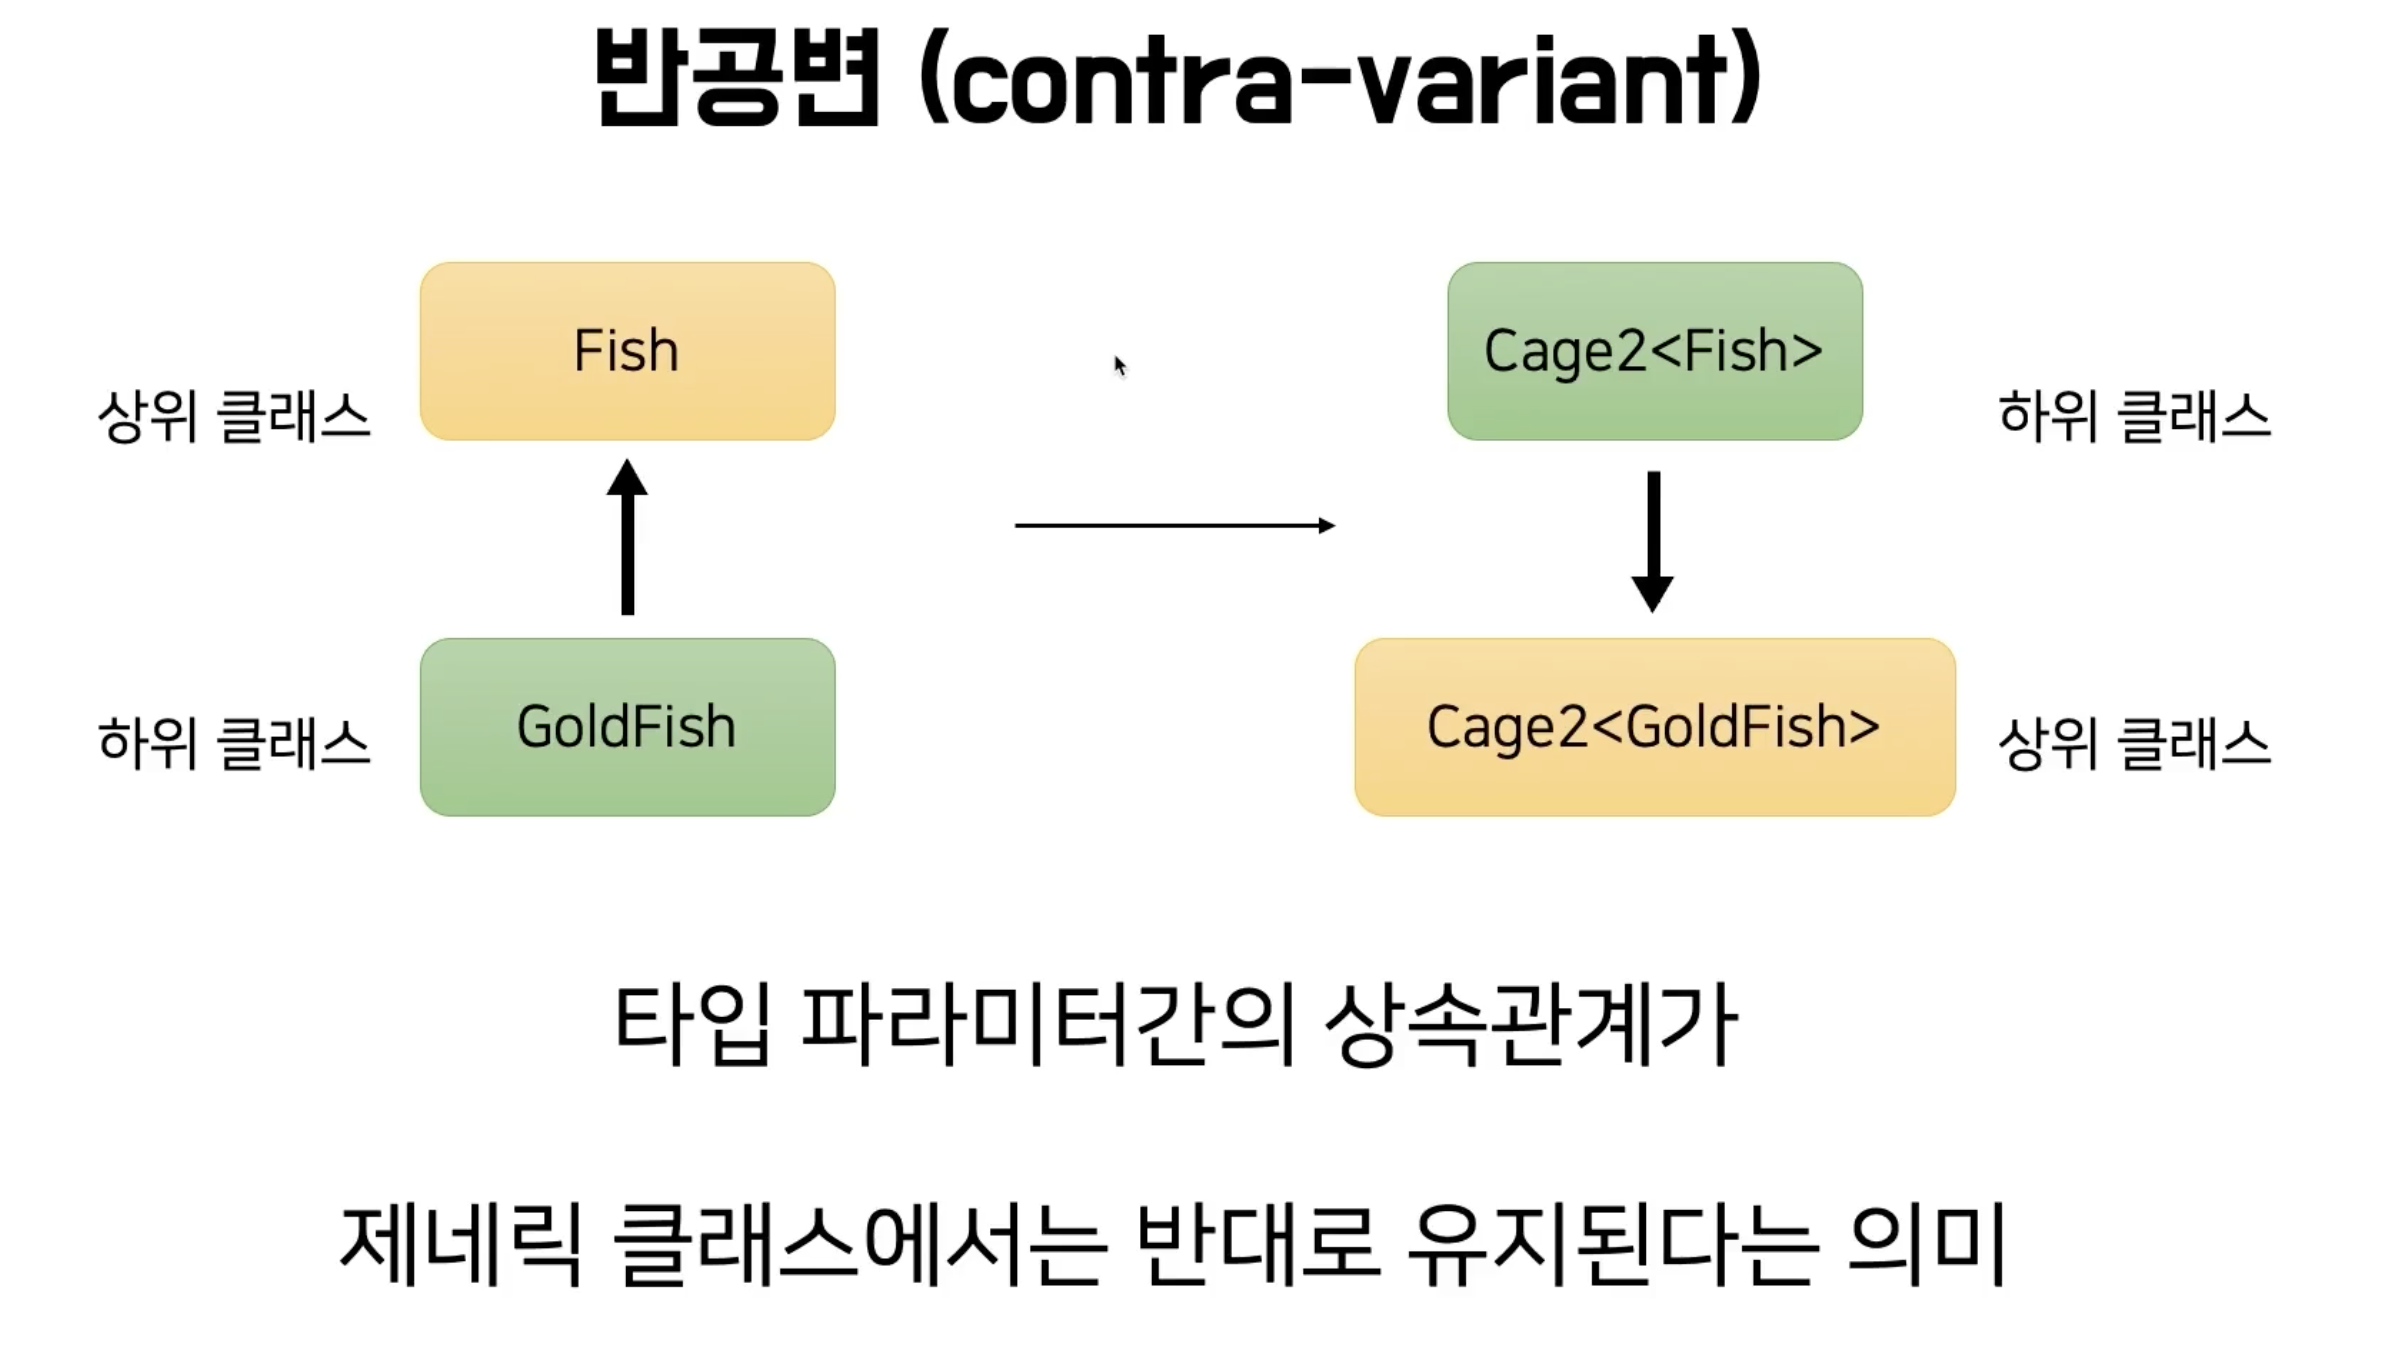 반공변 (contra-variant)
Fish
Cage2<Fish>
상위 클래스
하위 클래스
GoldFish
Cage2<GoldFish>
하위 클래스
상위 클래스
타입 파라미터간의 상속관계가
제네릭 클래스에서는 반대로 유지된다는 의미